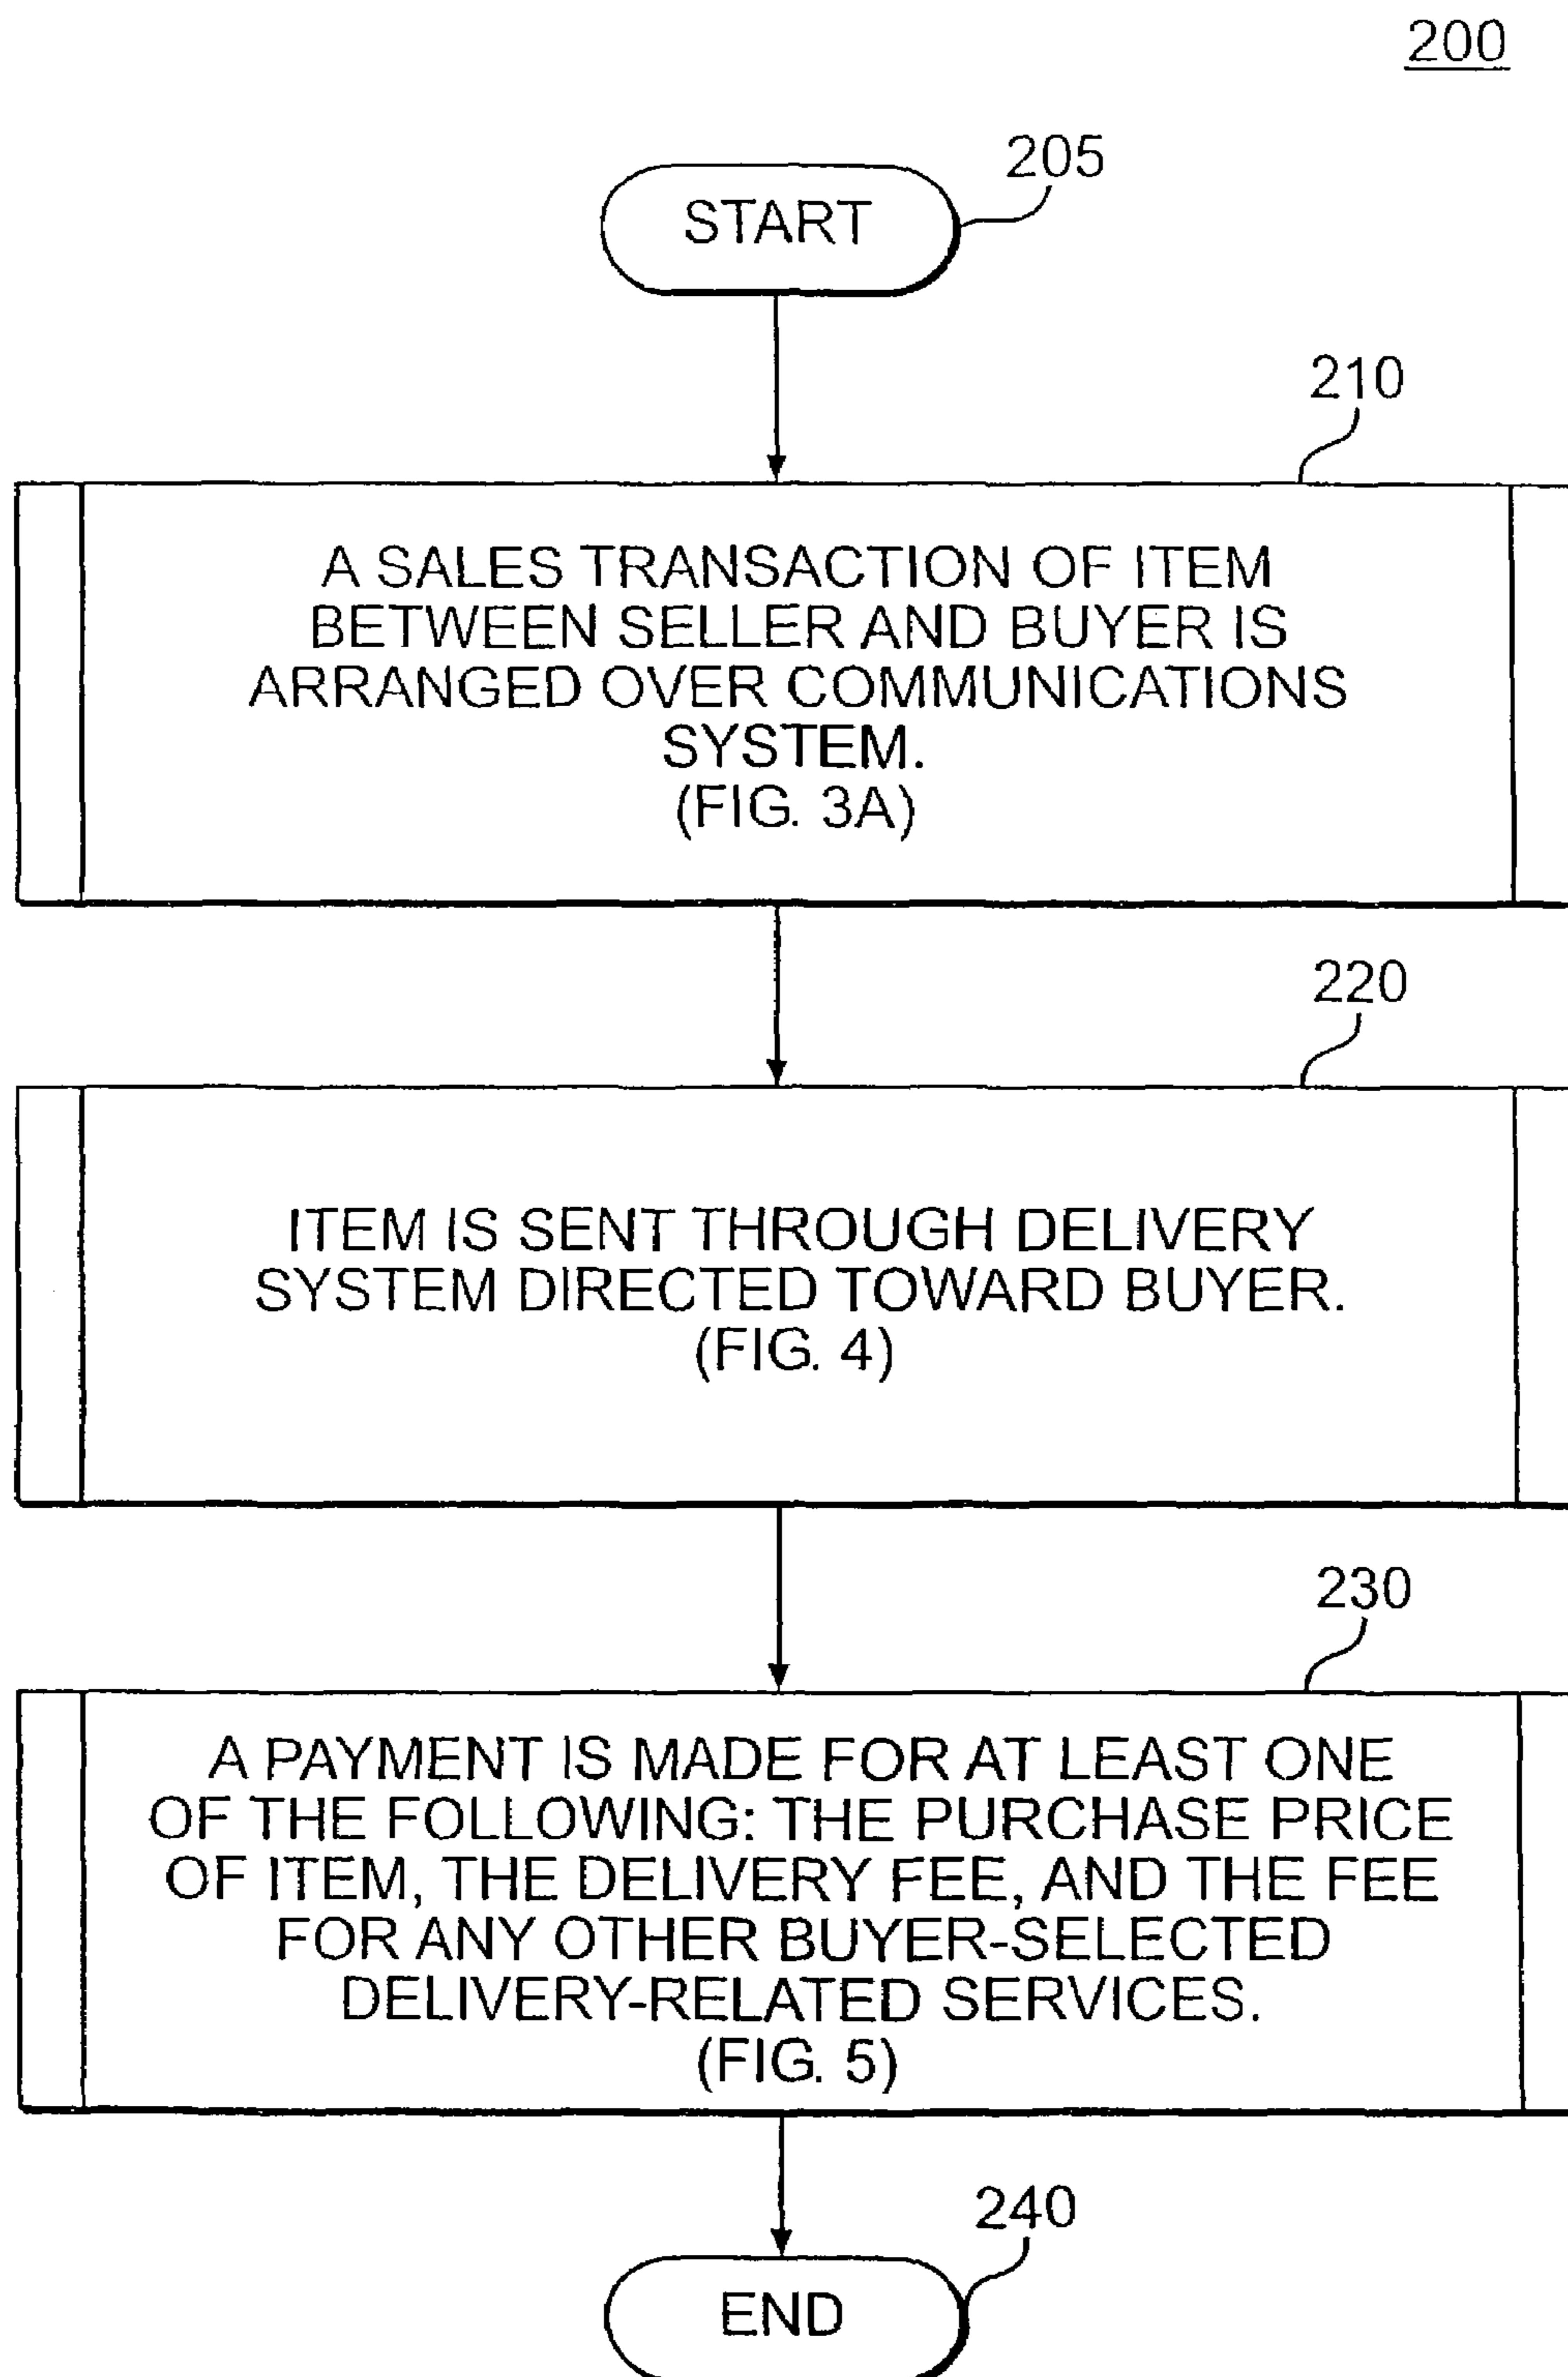 200
205
START
210
A SALES TRANSACTION OF ITEM
BETWEEN SELLER AND BUYER IS
ARRANGED OVER COMMUNICATIONS
SYSTEM.
(FIG. 3A)
220
ITEM IS SENT THROUGH DELIVERY
SYSTEM DIRECTED TOWARD BUYER.
(FIG. 4)
230
A PAYMENT IS MADE FOR AT LEAST ONE
OF THE FOLLOWING: THE PURCHASE PRICE
OF ITEM, THE DELIVERY FEE, AND THE FEE
FOR ANY OTHER BUYER-SELECTED
DELIVERY-RELATED SERVICES.
(FIG. 5)
240
END